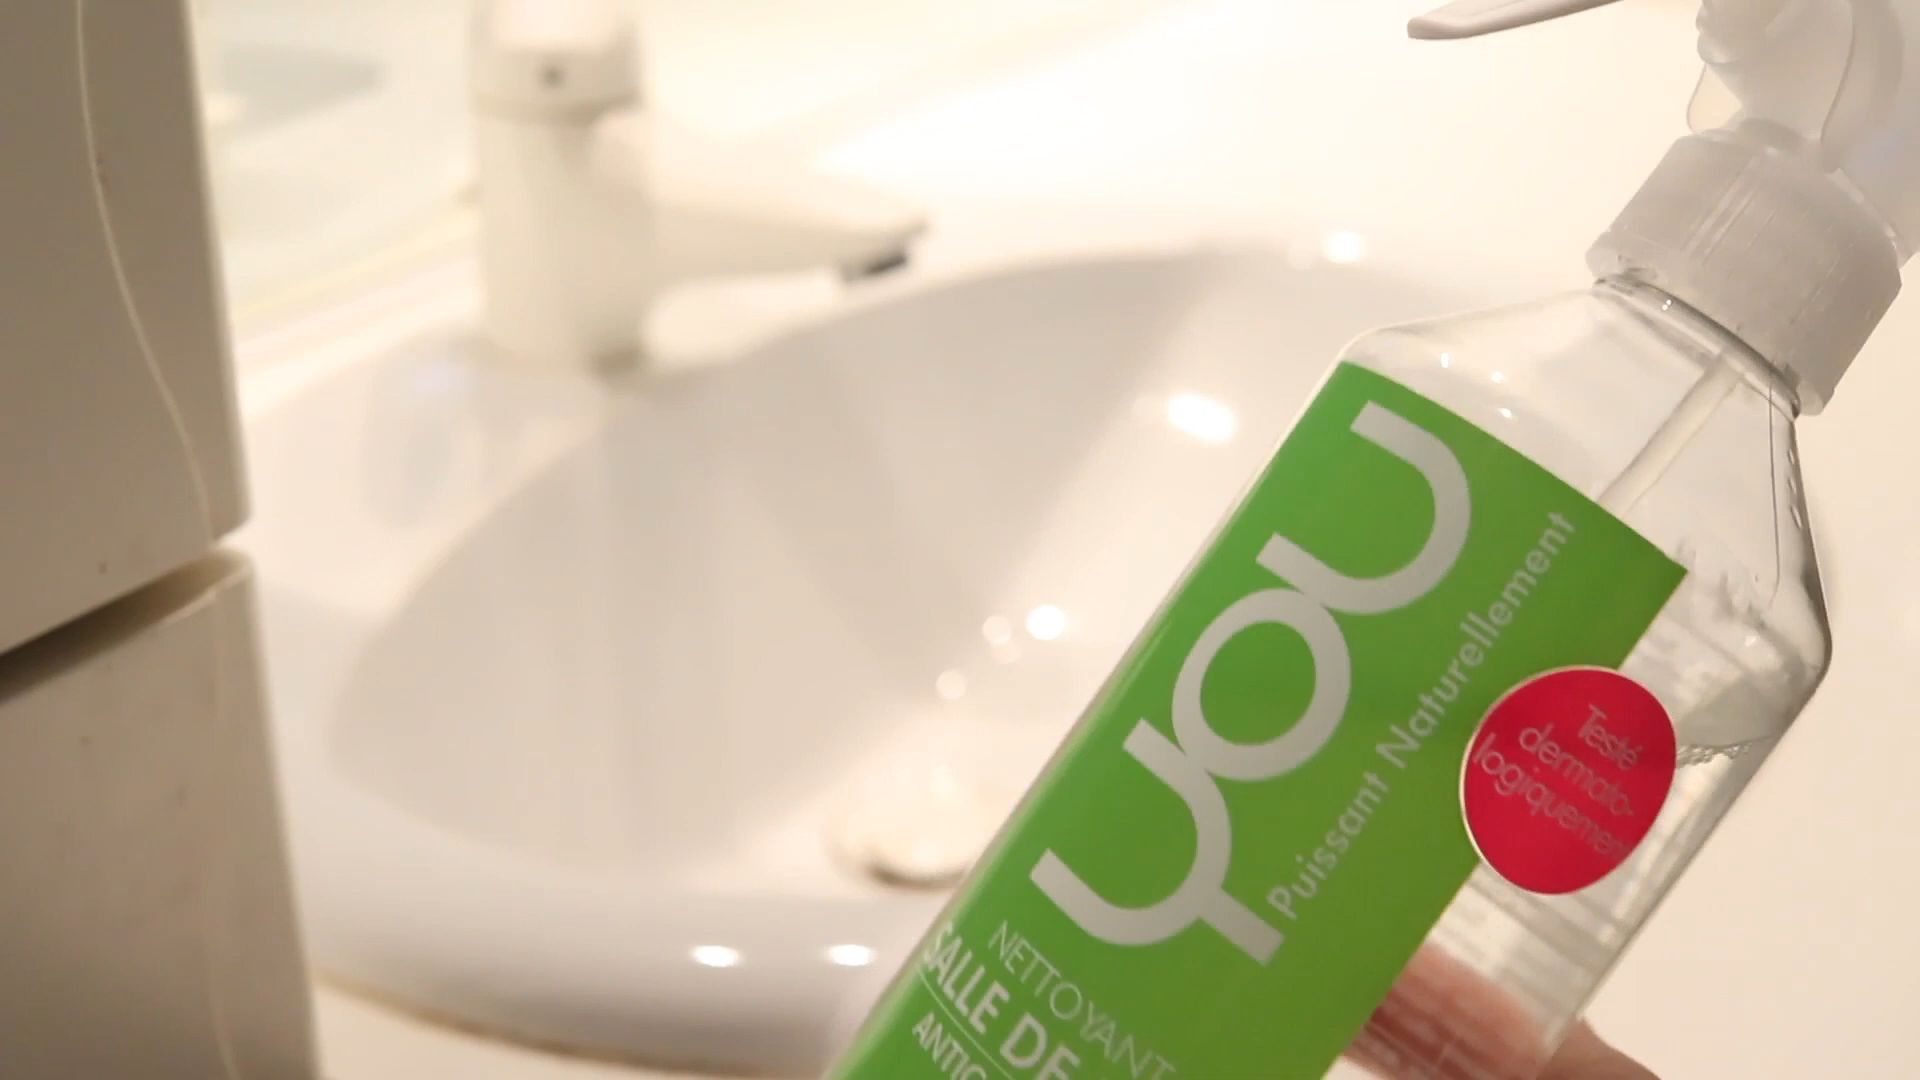 you
Puissant Naturellement
Testé
dermato-
logiquement
NETTOYANT
SALLE DE